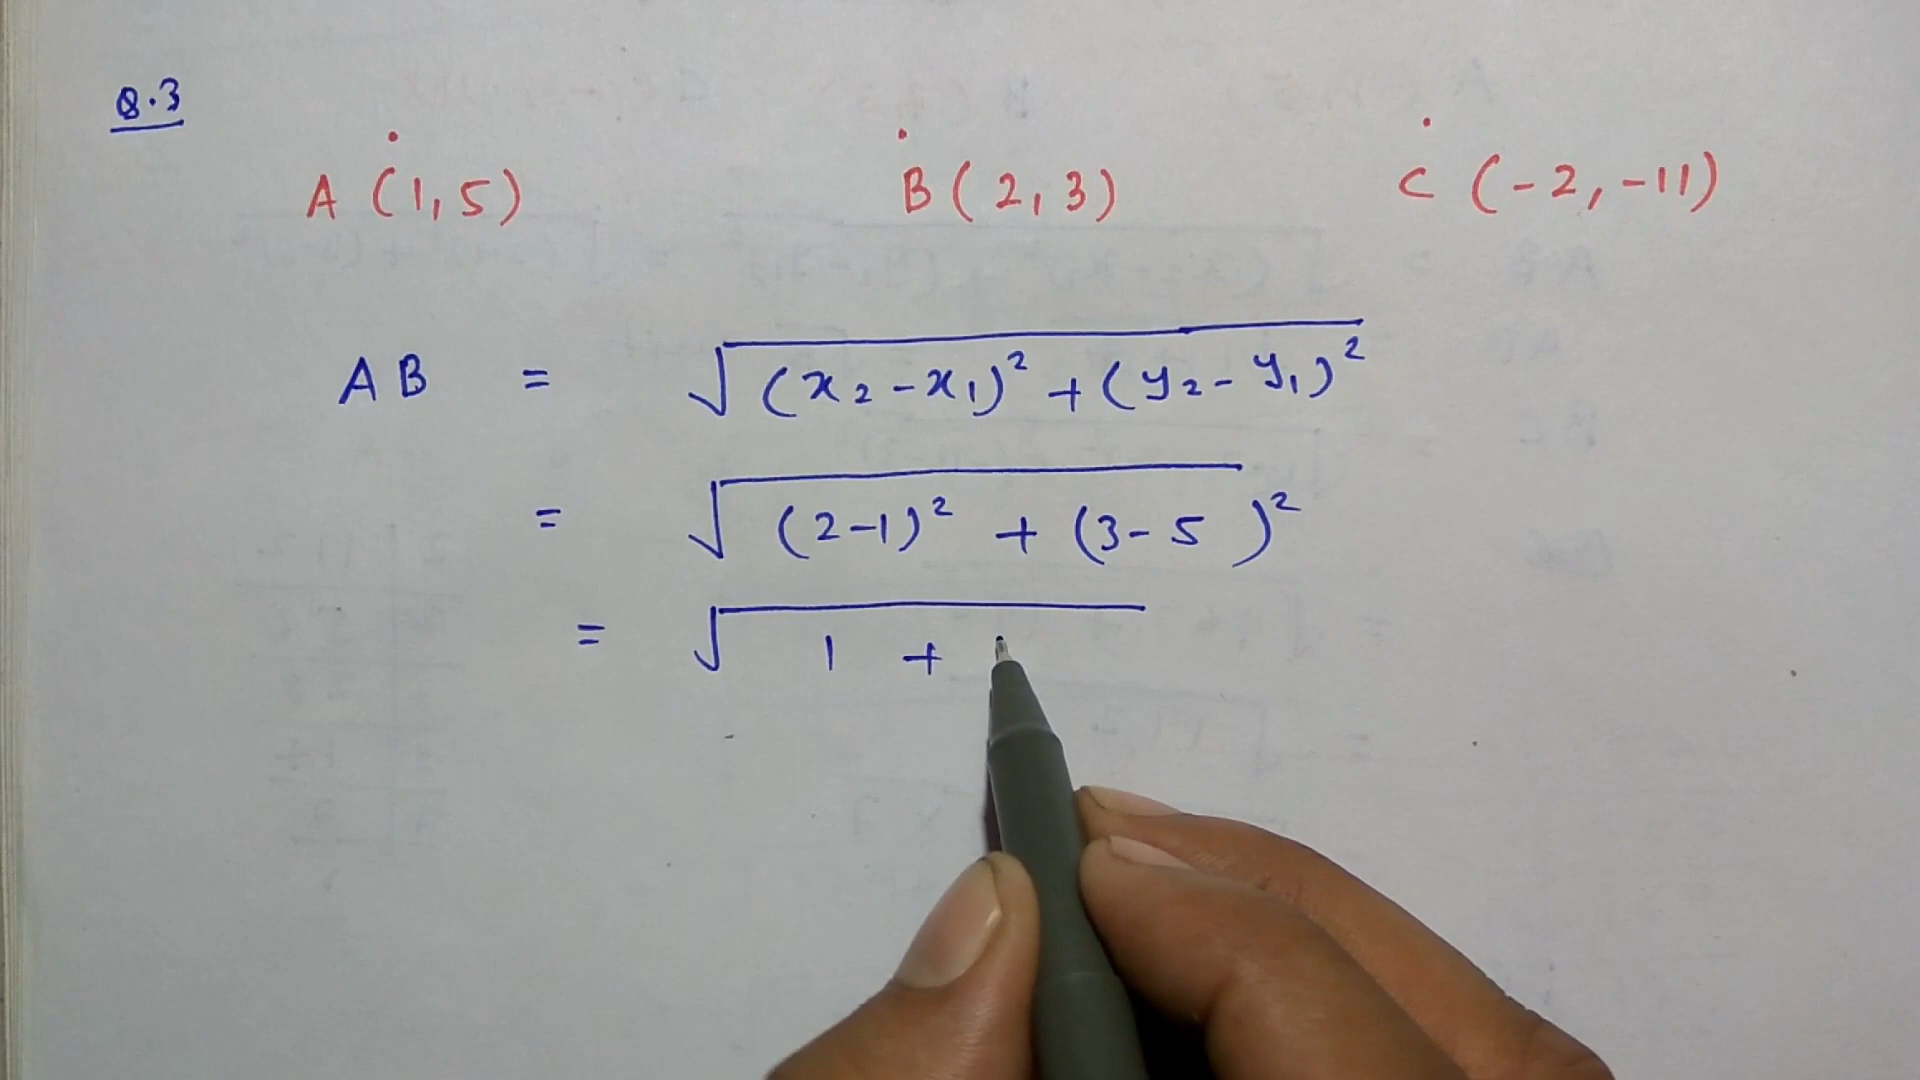 Q.3
A (1,5) B (2,3) C (-2,-11)
AB = √(x₂-x₁)² + (y₂-y₁)²
= √(2-1)² + (3-5)²
= √1 +